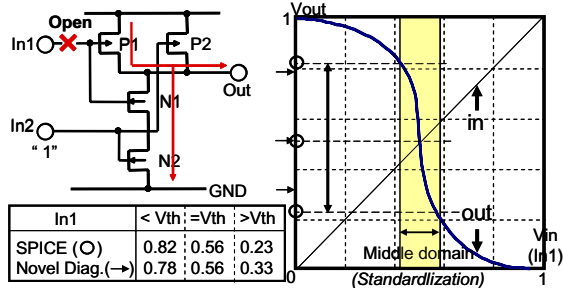 Open
In1
P1
P2
Out
N1
In2
N2
“ 1”
GND
In1 < Vth =Vth >Vth
SPICE (O) 0.82 0.56 0.23
Novel Diag.(→) 0.78 0.56 0.33
Vout
1
in
out
Middle domain
Vin
(In1)
0
(Standardlization)
1